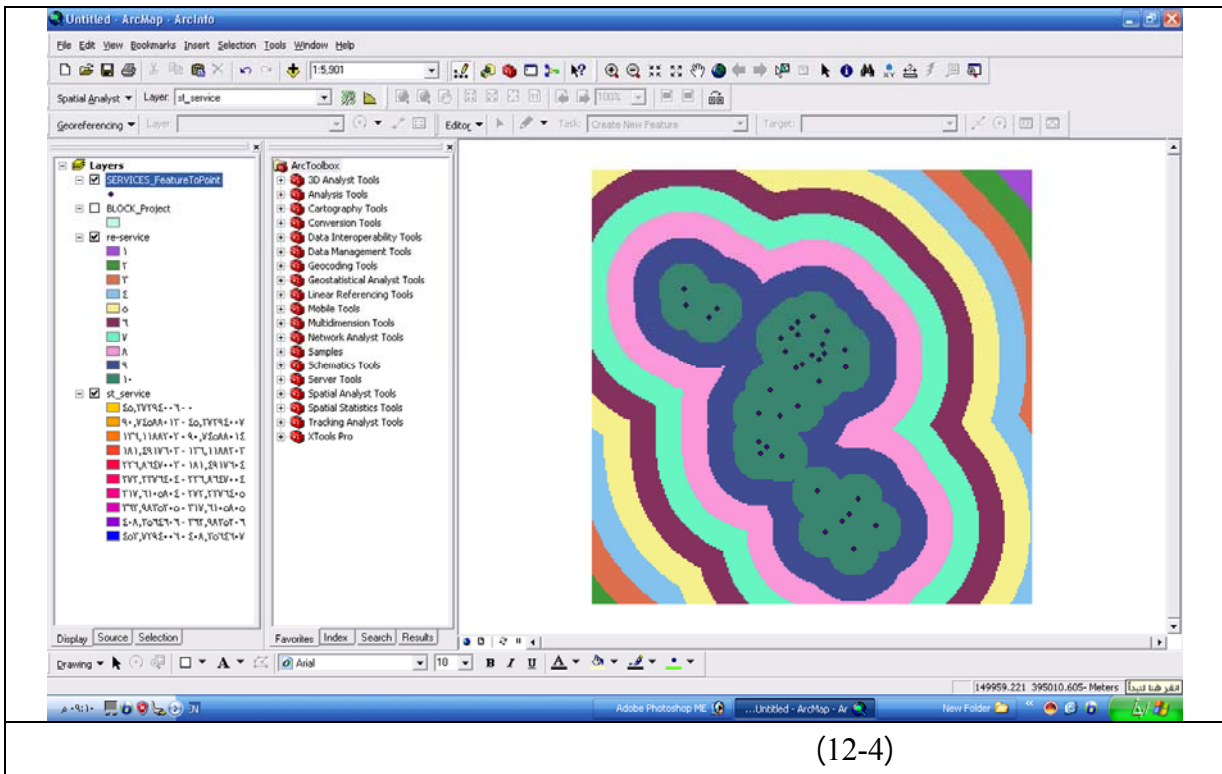 Untitled - ArcMap - ArcInfo
File Edit View Bookmarks Insert Selection Tools Window Help
1:5,901
Spatial Analyst Layer: st_service
100%
Georeferencing Layer:
Editor Task: Create New Feature Target:
Layers
SERVICES_FeatureToPoint
BLOCK_Project
re-service
١
٢
٣
٤
٥
٦
٧
٨
٩
١٠
st_service
ArcToolbox
3D Analyst Tools
Analysis Tools
Cartography Tools
Conversion Tools
Data Interoperability Tools
Data Management Tools
Geocoding Tools
Geostatistical Analyst Tools
Linear Referencing Tools
Mobile Tools
Multidimension Tools
Network Analyst Tools
Samples
Schematics Tools
Server Tools
Spatial Analyst Tools
Spatial Statistics Tools
Tracking Analyst Tools
XTools Pro
Display Source Selection
Favorites Index Search Results
Drawing A Arial 10 B I U A
149959.221 395010.605- Meters
انقر هنا لتبدأ
EN
Adobe Photoshop ME
...Untitled - ArcMap - Ar
New Folder
(12-4)